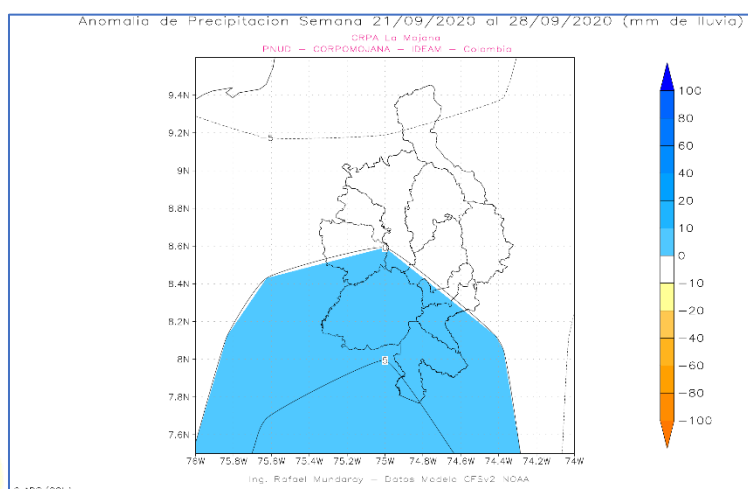 Anomalia de Precipitacion Semana 21/09/2020 al 28/09/2020 (mm de lluvia)
CRPA La Mojana
PNUD – CORPOMOJANA – IDEAM – Colombia
9.4N
9.2N
9N
8.8N
8.6N
8.4N
8.2N
8N
7.8N
7.6N
5
0
76W
75.8W
75.6W
75.4W
75.2W
75W
74.8W
74.6W
74.4W
74.2W
74W
100
80
60
40
20
0
−10
−20
−40
−60
−80
−100
Ing. Rafael Mundaray – Datos Modelo CFSv2 NOAA